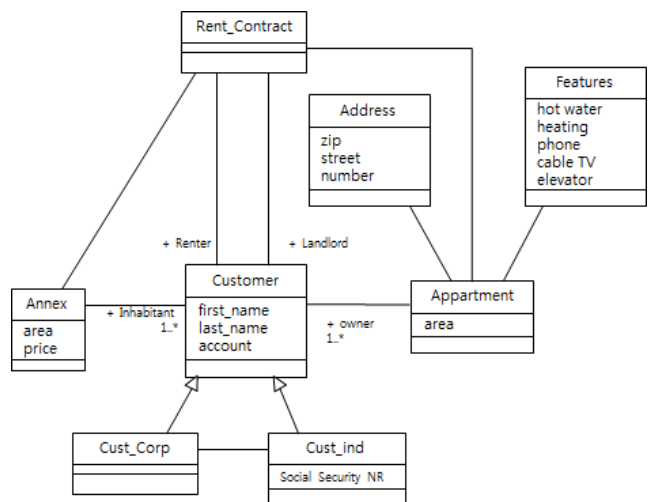 Rent_Contract
Features
hot water
heating
phone
cable TV
elevator
Address
zip
street
number
+ Renter
+ Landlord
Customer
first_name
last_name
account
Annex
area
price
+ Inhabitant
1..*
+ owner
1..*
Appartment
area
Cust_Corp
Cust_ind
Social Security NR